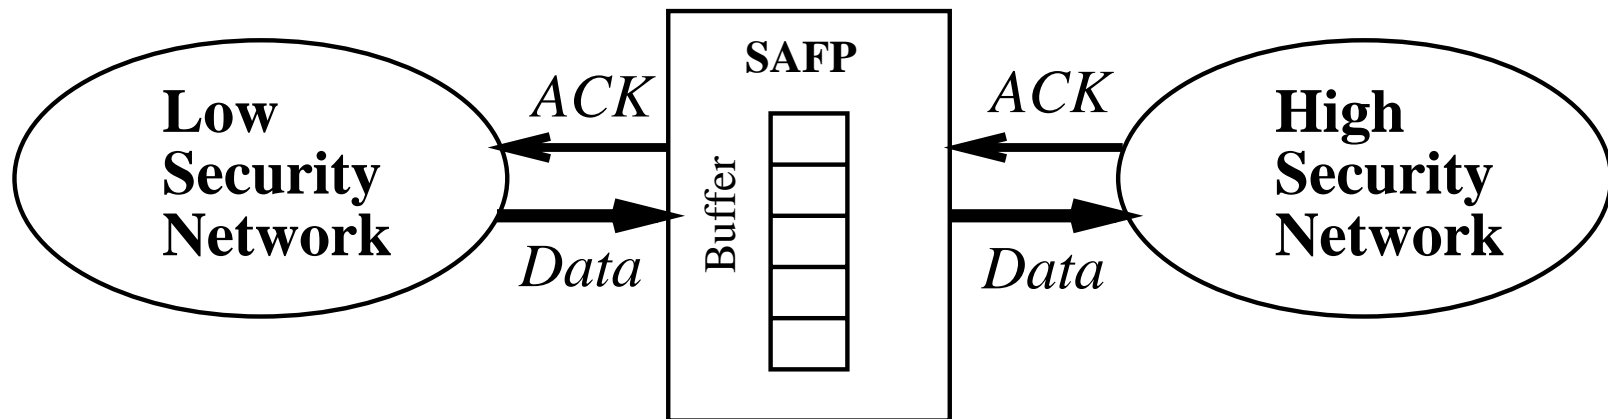 Low
Security
Network
ACK
Data
SAFP
Buffer
ACK
Data
High
Security
Network